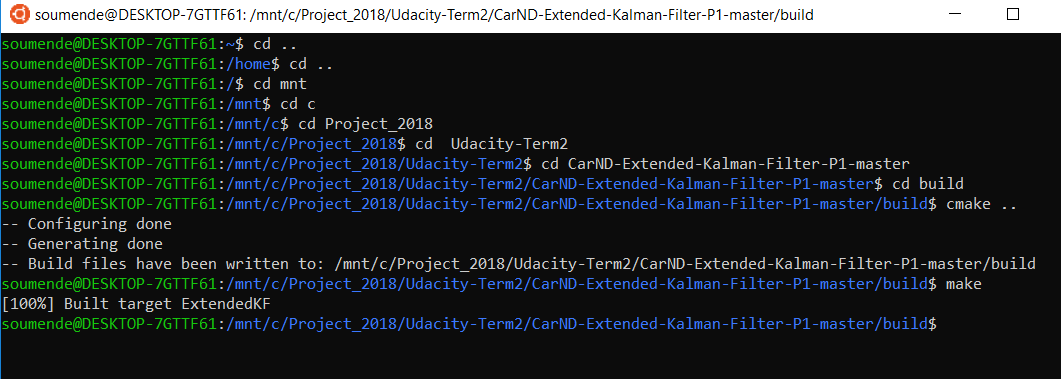 soumende@DESKTOP-7GTTF61: /mnt/c/Project_2018/Udacity-Term2/CarND-Extended-Kalman-Filter-P1-master/build
soumende@DESKTOP-7GTTF61:~$ cd ..
soumende@DESKTOP-7GTTF61:/home$ cd ..
soumende@DESKTOP-7GTTF61:/$ cd mnt
soumende@DESKTOP-7GTTF61:/mnt$ cd c
soumende@DESKTOP-7GTTF61:/mnt/c$ cd Project_2018
soumende@DESKTOP-7GTTF61:/mnt/c/Project_2018$ cd  Udacity-Term2
soumende@DESKTOP-7GTTF61:/mnt/c/Project_2018/Udacity-Term2$ cd CarND-Extended-Kalman-Filter-P1-master
soumende@DESKTOP-7GTTF61:/mnt/c/Project_2018/Udacity-Term2/CarND-Extended-Kalman-Filter-P1-master$ cd build
soumende@DESKTOP-7GTTF61:/mnt/c/Project_2018/Udacity-Term2/CarND-Extended-Kalman-Filter-P1-master/build$ cmake ..
-- Configuring done
-- Generating done
-- Build files have been written to: /mnt/c/Project_2018/Udacity-Term2/CarND-Extended-Kalman-Filter-P1-master/build
soumende@DESKTOP-7GTTF61:/mnt/c/Project_2018/Udacity-Term2/CarND-Extended-Kalman-Filter-P1-master/build$ make
[100%] Built target ExtendedKF
soumende@DESKTOP-7GTTF61:/mnt/c/Project_2018/Udacity-Term2/CarND-Extended-Kalman-Filter-P1-master/build$